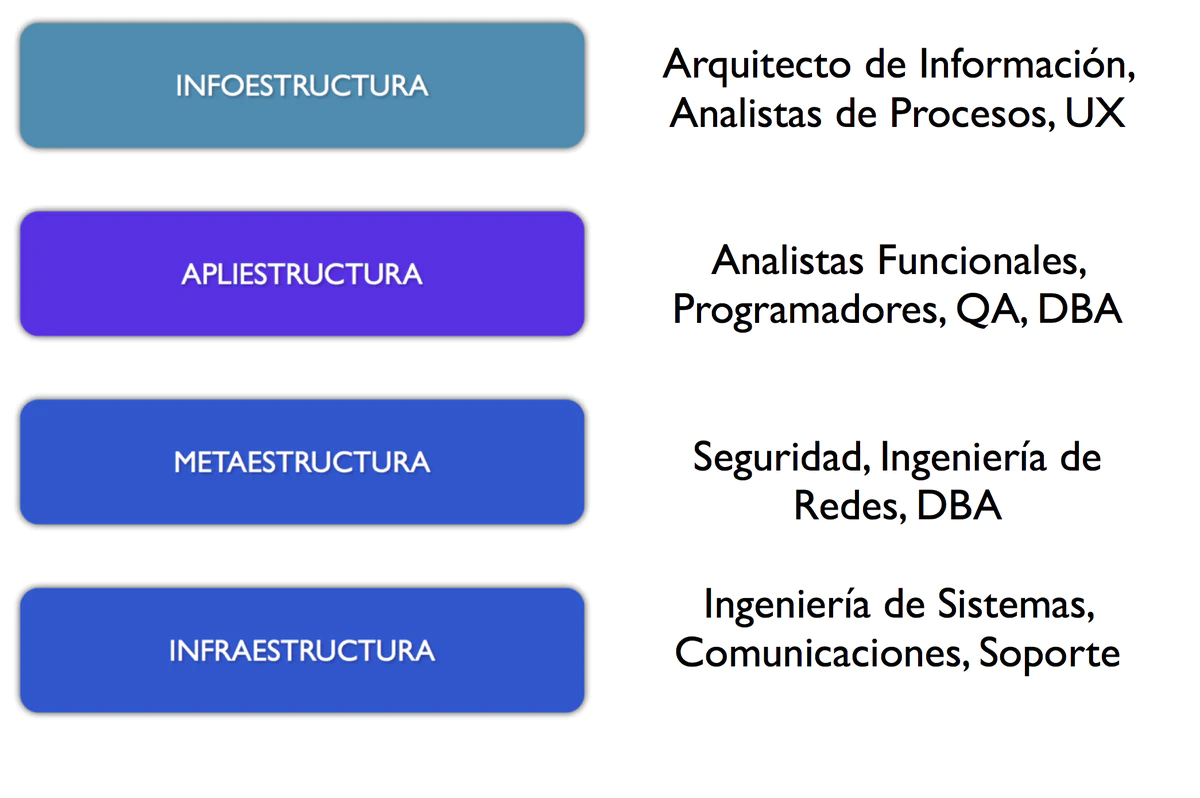 INFOESTRUCTURA
Arquitecto de Información,
Analistas de Procesos, UX
APLIESTRUCTURA
Analistas Funcionales,
Programadores, QA, DBA
METAESTRUCTURA
Seguridad, Ingeniería de
Redes, DBA
INFRAESTRUCTURA
Ingeniería de Sistemas,
Comunicaciones, Soporte